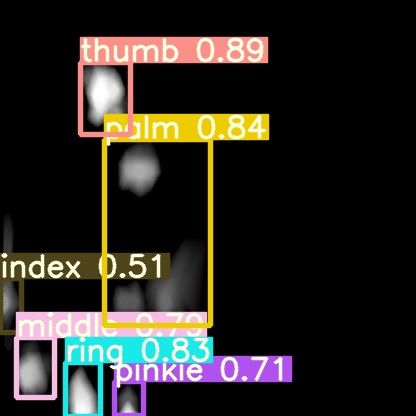 thumb 0.89
palm 0.84
index 0.51
middle 0.79
ring 0.83
pinkie 0.71